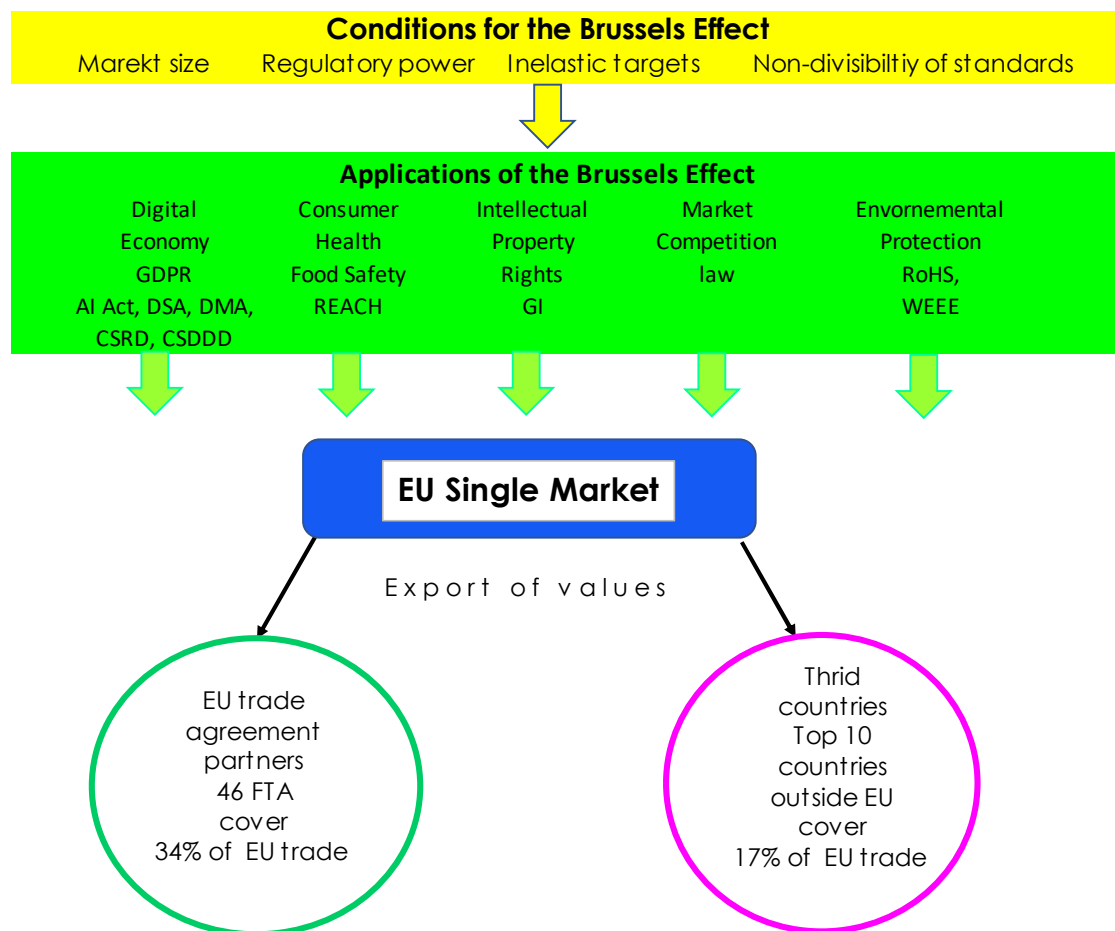 Conditions for the Brussels Effect
Marekt size Regulatory power Inelastic targets Non-divisibiltiy of standards
Applications of the Brussels Effect
Digital
Economy
GDPR
AI Act, DSA, DMA,
CSRD, CSDDD
Consumer
Health
Food Safety
REACH
Intellectual
Property
Rights
GI
Market
Competition
law
Envornemental
Protection
RoHS,
WEEE
EU Single Market
Export of values
EU trade
agreement
partners
46 FTA
cover
34% of EU trade
Thrid
countries
Top 10
countries
outside EU
cover
17% of EU trade